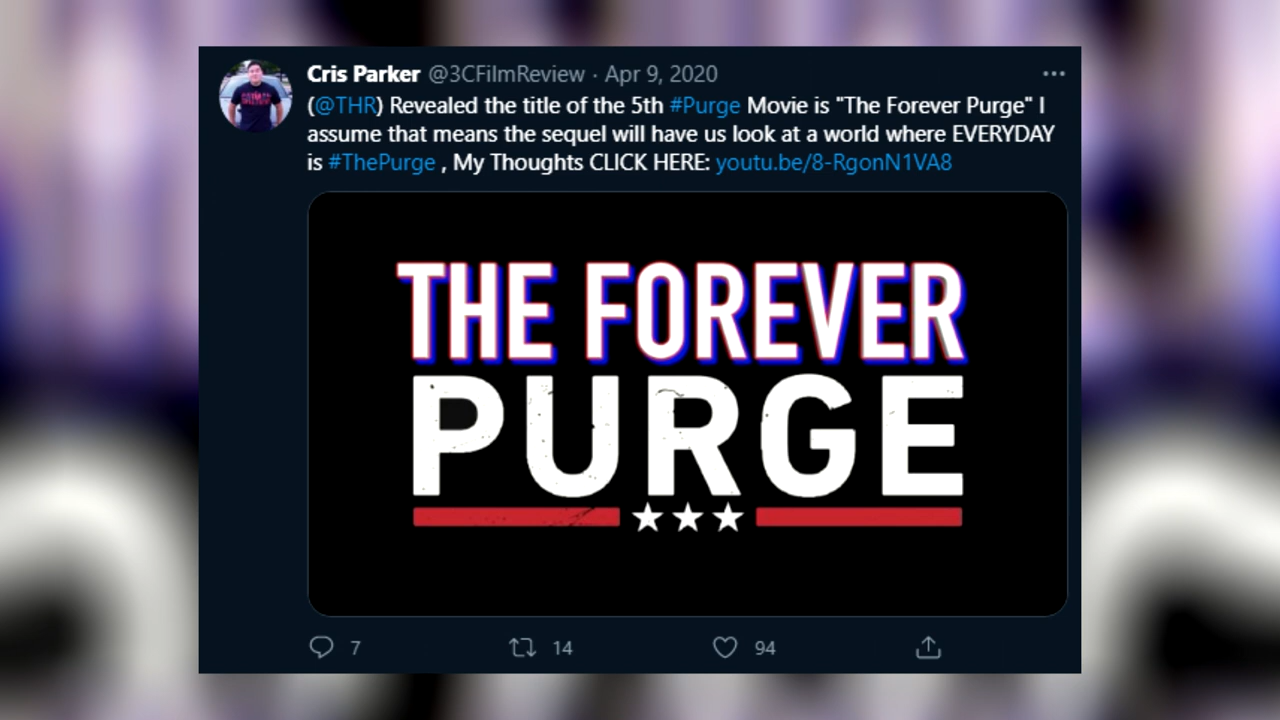 Cris Parker @3CFilmReview · Apr 9, 2020
(@THR) Revealed the title of the 5th #Purge Movie is "The Forever Purge" I
assume that means the sequel will have us look at a world where EVERYDAY
is #ThePurge , My Thoughts CLICK HERE: youtu.be/8-RgonN1VA8
THE FOREVER
PURGE
7 14 94